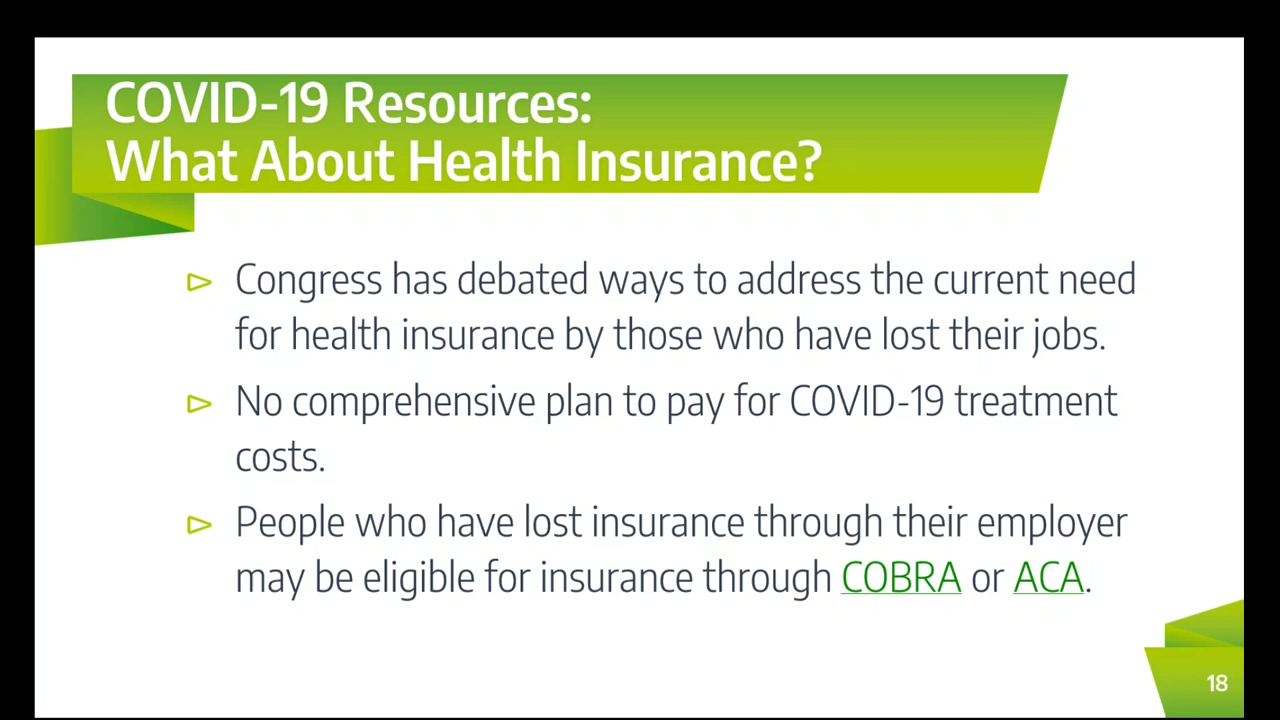 COVID-19 Resources:
What About Health Insurance?
Congress has debated ways to address the current need
for health insurance by those who have lost their jobs.
No comprehensive plan to pay for COVID-19 treatment
costs.
People who have lost insurance through their employer
may be eligible for insurance through COBRA or ACA.
18